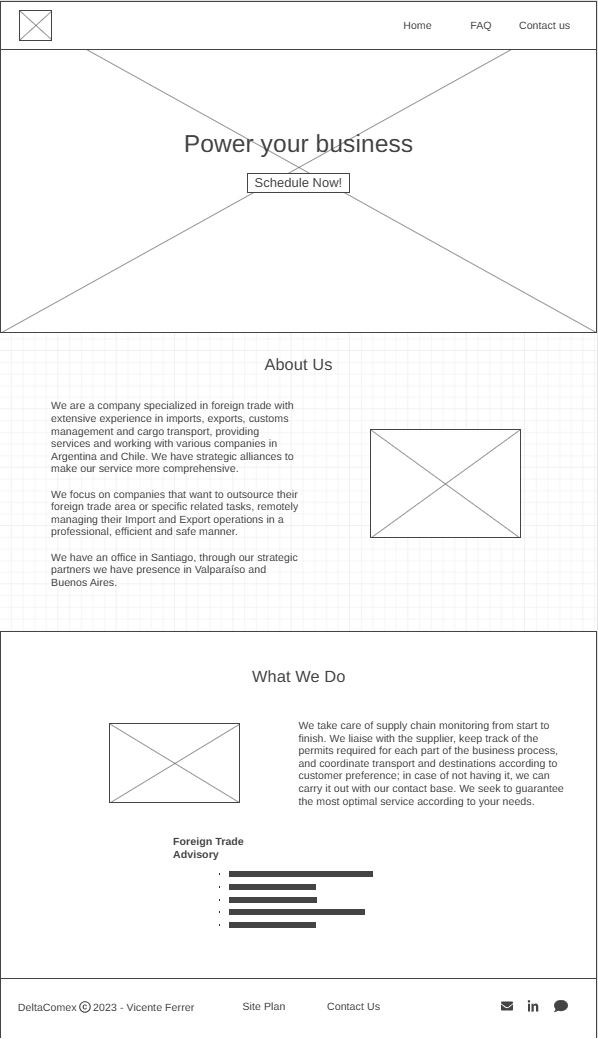 Home FAQ Contact us
Power your business
Schedule Now!
About Us
We are a company specialized in foreign trade with
extensive experience in imports, exports, customs
management and cargo transport, providing
services and working with various companies in
Argentina and Chile. We have strategic alliances to
make our service more comprehensive.
We focus on companies that want to outsource their
foreign trade area or specific related tasks, remotely
managing their Import and Export operations in a
professional, efficient and safe manner.
We have an office in Santiago, through our strategic
partners we have presence in Valparaíso and
Buenos Aires.
What We Do
We take care of supply chain monitoring from start to
finish. We liaise with the supplier, keep track of the
permits required for each part of the business process,
and coordinate transport and destinations according to
customer preference; in case of not having it, we can
carry it out with our contact base. We seek to guarantee
the most optimal service according to your needs.
Foreign Trade
Advisory
DeltaComex © 2023 - Vicente Ferrer Site Plan Contact Us